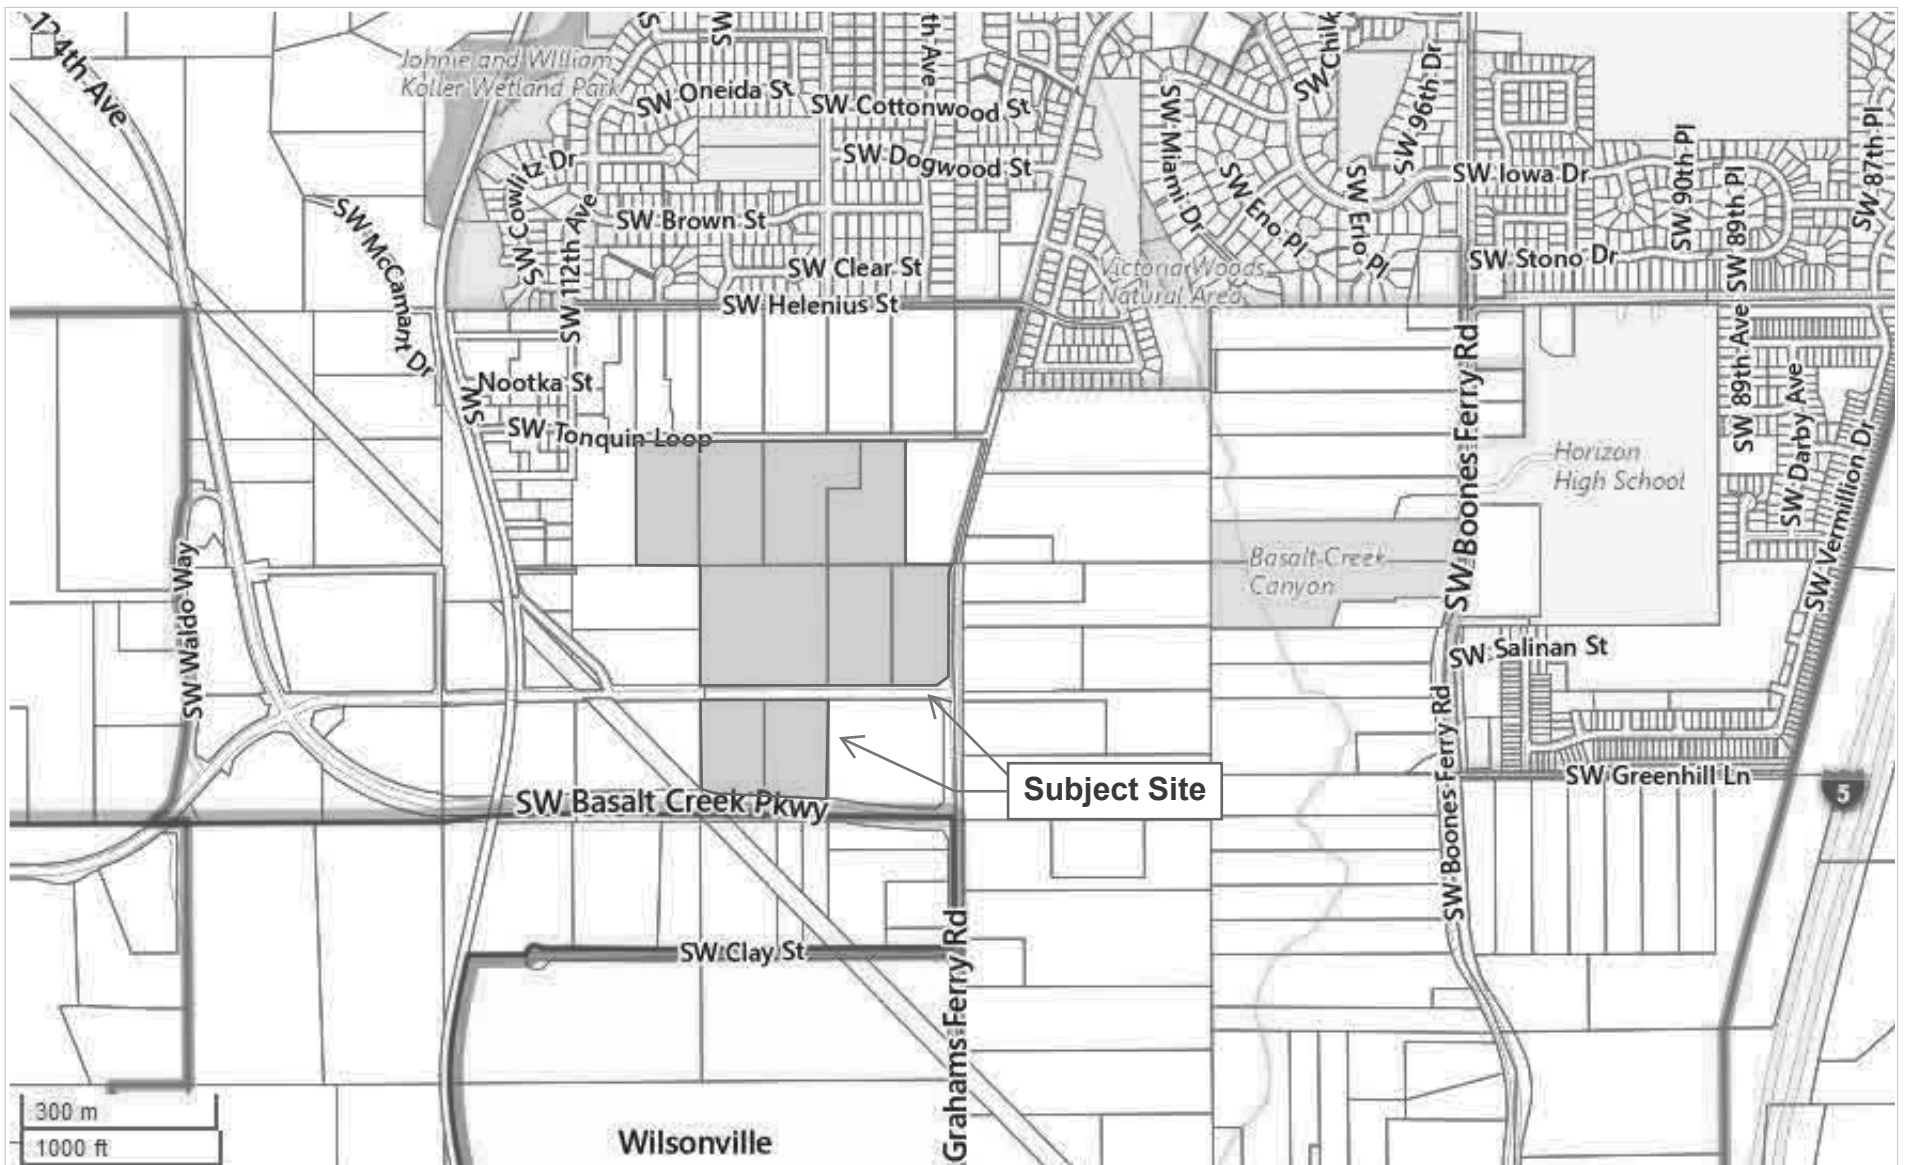 124th Ave
Johnie and William
Koller Wetland Park
SW
th Ave
SW Oneida St
SW Cottonwood St
SW Dogwood St
SW Cowlitz Dr
SW 112th Ave
SW Brown St
SW Clear St
SW Helenius St
SW McCamant Dr
SW Miami Dr
SW Eno Pl
SW Erio Pl
SW 96th Dr
SW Iowa Dr
SW Stono Dr
SW 90th Pl
SW 89th Pl
SW 87th Pl
Victoria Woods
Natural Area
Nootka St
SW
SW Tonquin Loop
SW Boones Ferry Rd
Horizon
High School
SW 89th Ave
SW Darby Ave
SW Vermillion Dr
Basalt Creek
Canyon
SW Waldo Way
SW Salinan St
SW Boones Ferry Rd
SW Greenhill Ln
5
Subject Site
SW Basalt Creek Pkwy
SW Clay St
Grahams Ferry Rd
Wilsonville
300 m
1000 ft